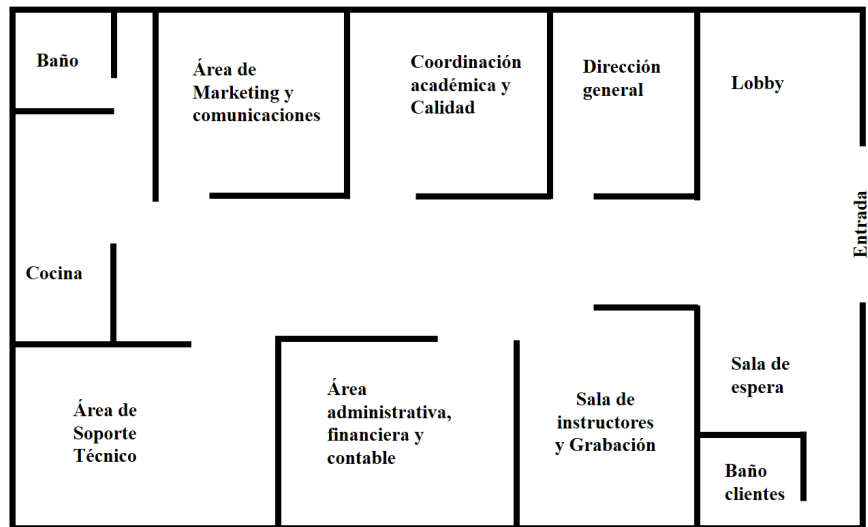 Baño
Área de
Marketing y
comunicaciones
Coordinación
académica y
Calidad
Dirección
general
Lobby
Entrada
Cocina
Área de
Soporte
Técnico
Área
administrativa,
financiera y
contable
Sala de
instructores
y Grabación
Sala de
espera
Baño
clientes